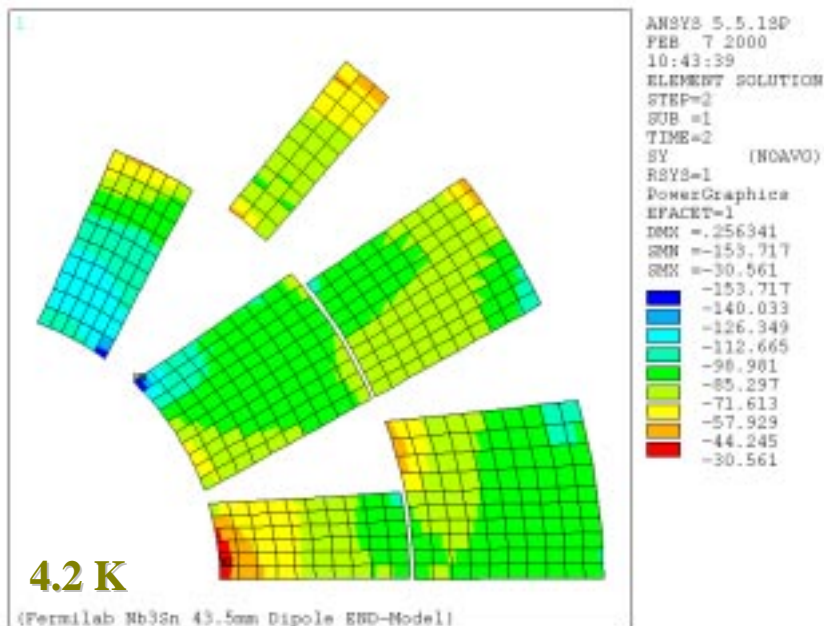 1
ANSYS 5.5.1SP
FEB 7 2000
10:43:39
ELEMENT SOLUTION
STEP=2
SUB =1
TIME=2
SY (NOAVG)
RSYS=1
PowerGraphics
EFACET=1
DMX =.256341
SMN =-153.717
SMX =-30.561
-153.717
-140.033
-126.349
-112.665
-98.981
-85.297
-71.613
-57.929
-44.245
-30.561
4.2 K
(Fermilab Nb3Sn 43.5mm Dipole END-Model)